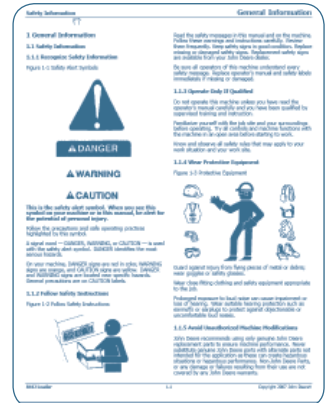 Safety Information
General Information
1 General Information
1.1 Safety Information
1.1.1 Recognize Safety Information
Figure 1-1 Safety Alert Symbols
DANGER
WARNING
CAUTION
This is the safety alert symbol. When you see this
symbol on your machine or in this manual, be alert for
the potential of personal injury.
Follow the precautions and safe operating practices
highlighted by this symbol.
A signal word — DANGER, WARNING, or CAUTION — is used
with the safety alert symbol. DANGER identifies the most
serious hazards.
On your machine, DANGER signs are red in color, WARNING
signs are orange, and CAUTION signs are yellow. DANGER
and WARNING signs are located near specific hazards.
General precautions are on CAUTION labels.
1.1.2 Follow Safety Instructions
Figure 1-2 Follow Safety Instructions
Read the safety messages in this manual and on the machine.
Follow these warnings and instructions carefully. Review
them frequently. Keep safety signs in good condition. Replace
missing or damaged safety signs. Replacement safety signs
are available from your John Deere dealer.
Be sure all operators of this machine understand every
safety message. Replace operator's manual and safety labels
immediately if missing or damaged.
1.1.3 Operate Only If Qualified
Do not operate this machine unless you have read the
operator's manual carefully and you have been qualified by
supervised training and instruction.
Familiarize yourself with the job site and your surroundings
before operating. Try all controls and machine functions with
the machine in an open area before starting to work.
Know and observe all safety rules that may apply to your
work situation and your work site.
1.1.4 Wear Protective Equipment
Figure 1-3 Protective Equipment
Guard against injury from flying pieces of metal or debris;
wear goggles or safety glasses.
Wear close fitting clothing and safety equipment appropriate
to the job.
Prolonged exposure to loud noise can cause impairment or
loss of hearing. Wear suitable hearing protection such as
earmuffs or earplugs to protect against objectionable or
uncomfortable loud noises.
1.1.5 Avoid Unauthorized Machine Modifications
John Deere recommends using only genuine John Deere
replacement parts to ensure machine performance. Never
substitute genuine John Deere parts with alternate parts not
intended for the application as these can create hazardous
situations or hazardous performance. Non-John Deere Parts,
or any damage or failures resulting from their use are not
covered by any John Deere warranty.
Loader
1-1
Copyright 2007 John Deere